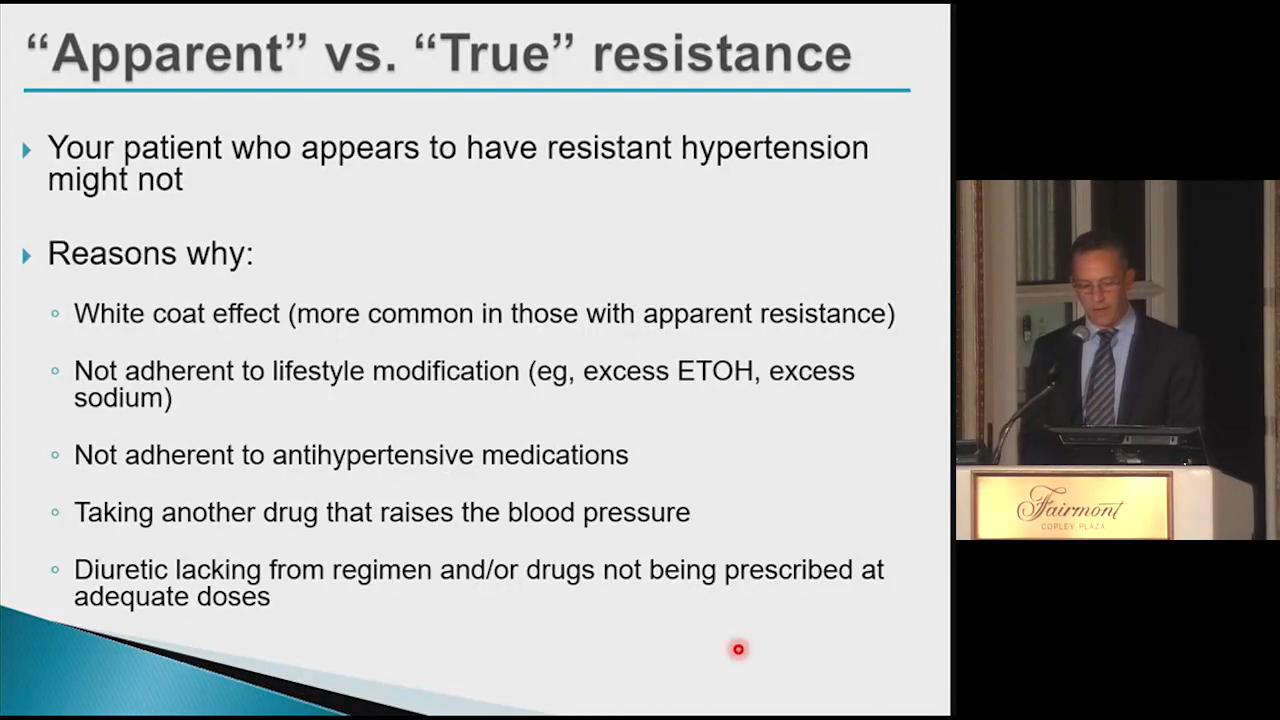 “Apparent” vs. “True” resistance
Your patient who appears to have resistant hypertension
might not
Reasons why:
White coat effect (more common in those with apparent resistance)
Not adherent to lifestyle modification (eg, excess ETOH, excess
sodium)
Not adherent to antihypertensive medications
Taking another drug that raises the blood pressure
Diuretic lacking from regimen and/or drugs not being prescribed at
adequate doses
Fairmont
COPLEY PLAZA